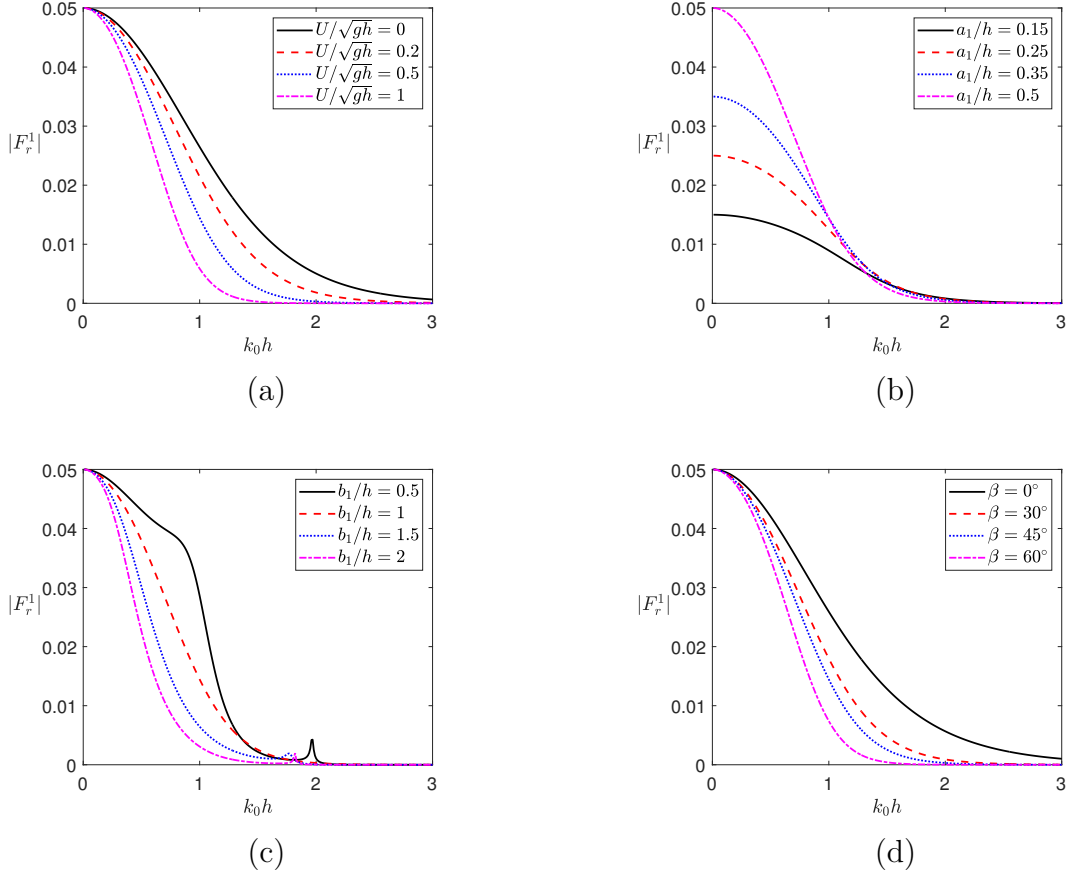 0.05
0.04
0.03
0.02
0.01
0
|F_r^1|
0 1 2 3
k_0h
U/√gh = 0
U/√gh = 0.2
U/√gh = 0.5
U/√gh = 1
(a)
0.05
0.04
0.03
0.02
0.01
0
|F_r^1|
0 1 2 3
k_0h
a_1/h = 0.15
a_1/h = 0.25
a_1/h = 0.35
a_1/h = 0.5
(b)
0.05
0.04
0.03
0.02
0.01
0
|F_r^1|
0 1 2 3
k_0h
b_1/h = 0.5
b_1/h = 1
b_1/h = 1.5
b_1/h = 2
(c)
0.05
0.04
0.03
0.02
0.01
0
|F_r^1|
0 1 2 3
k_0h
β = 0°
β = 30°
β = 45°
β = 60°
(d)